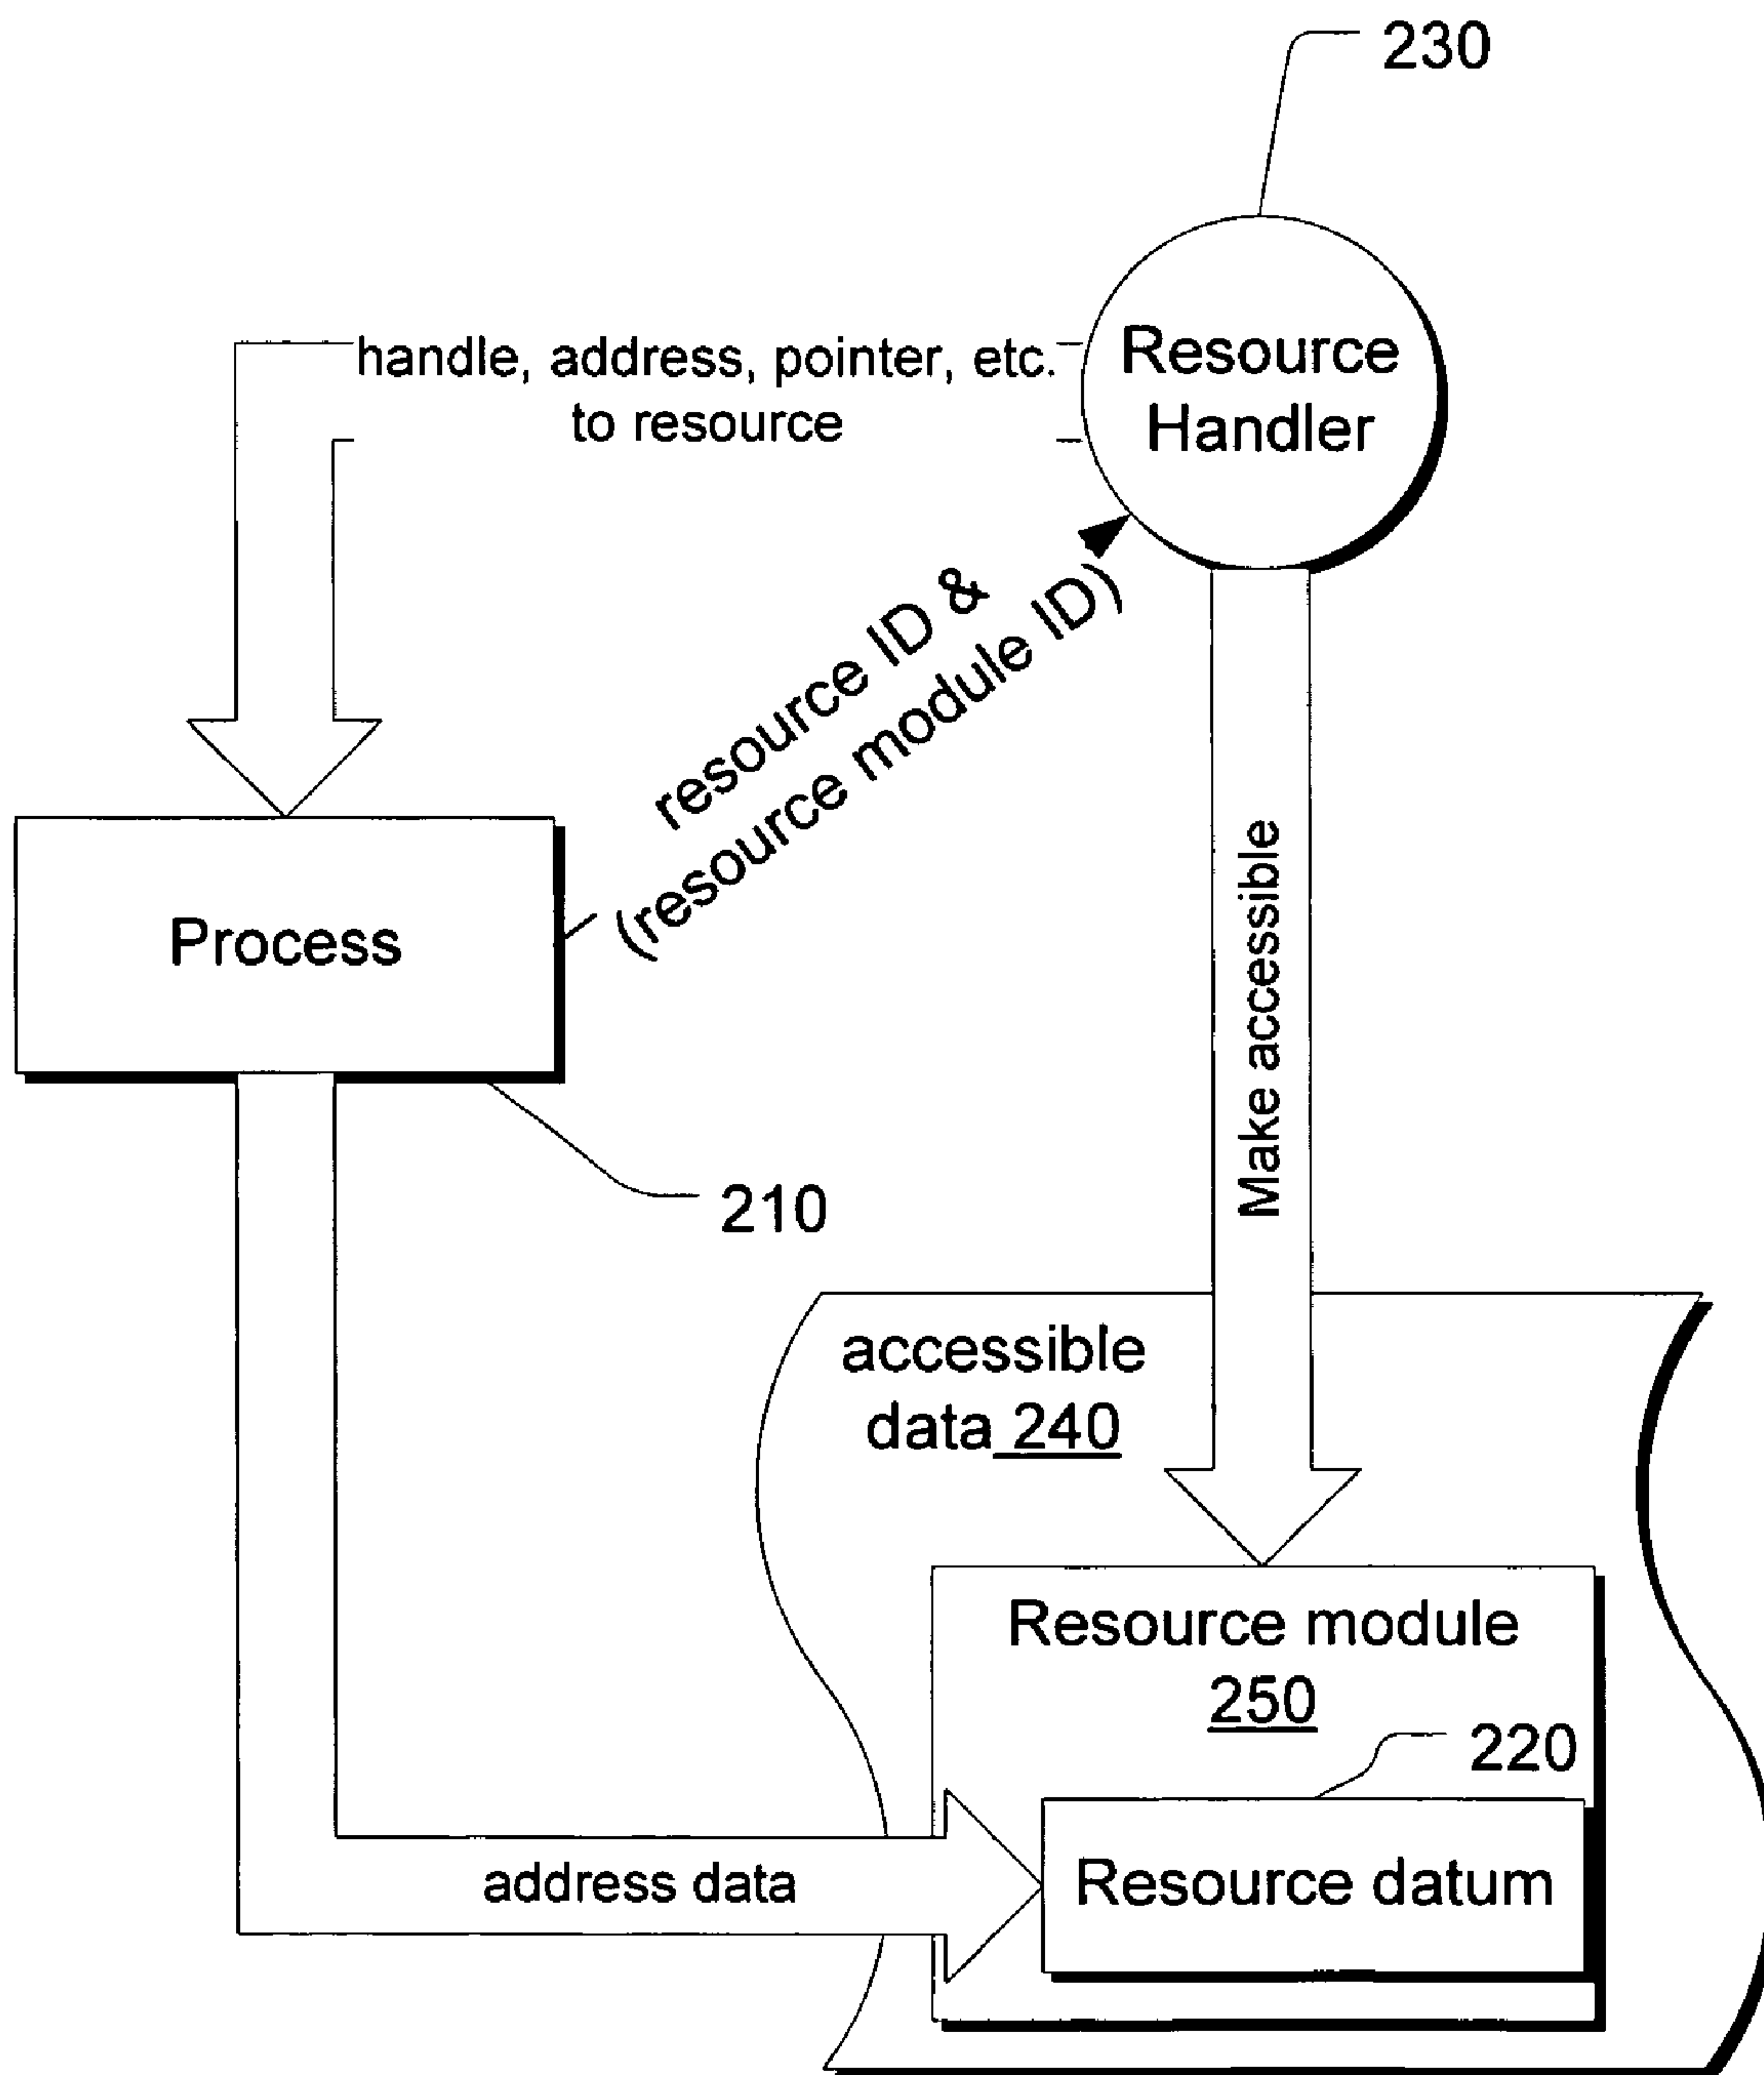 230
Resource
Handler
handle, address, pointer, etc.
to resource
resource ID &
(resource module ID)
Process
Make accessible
210
accessible
data 240
Resource module
250
220
Resource datum
address data